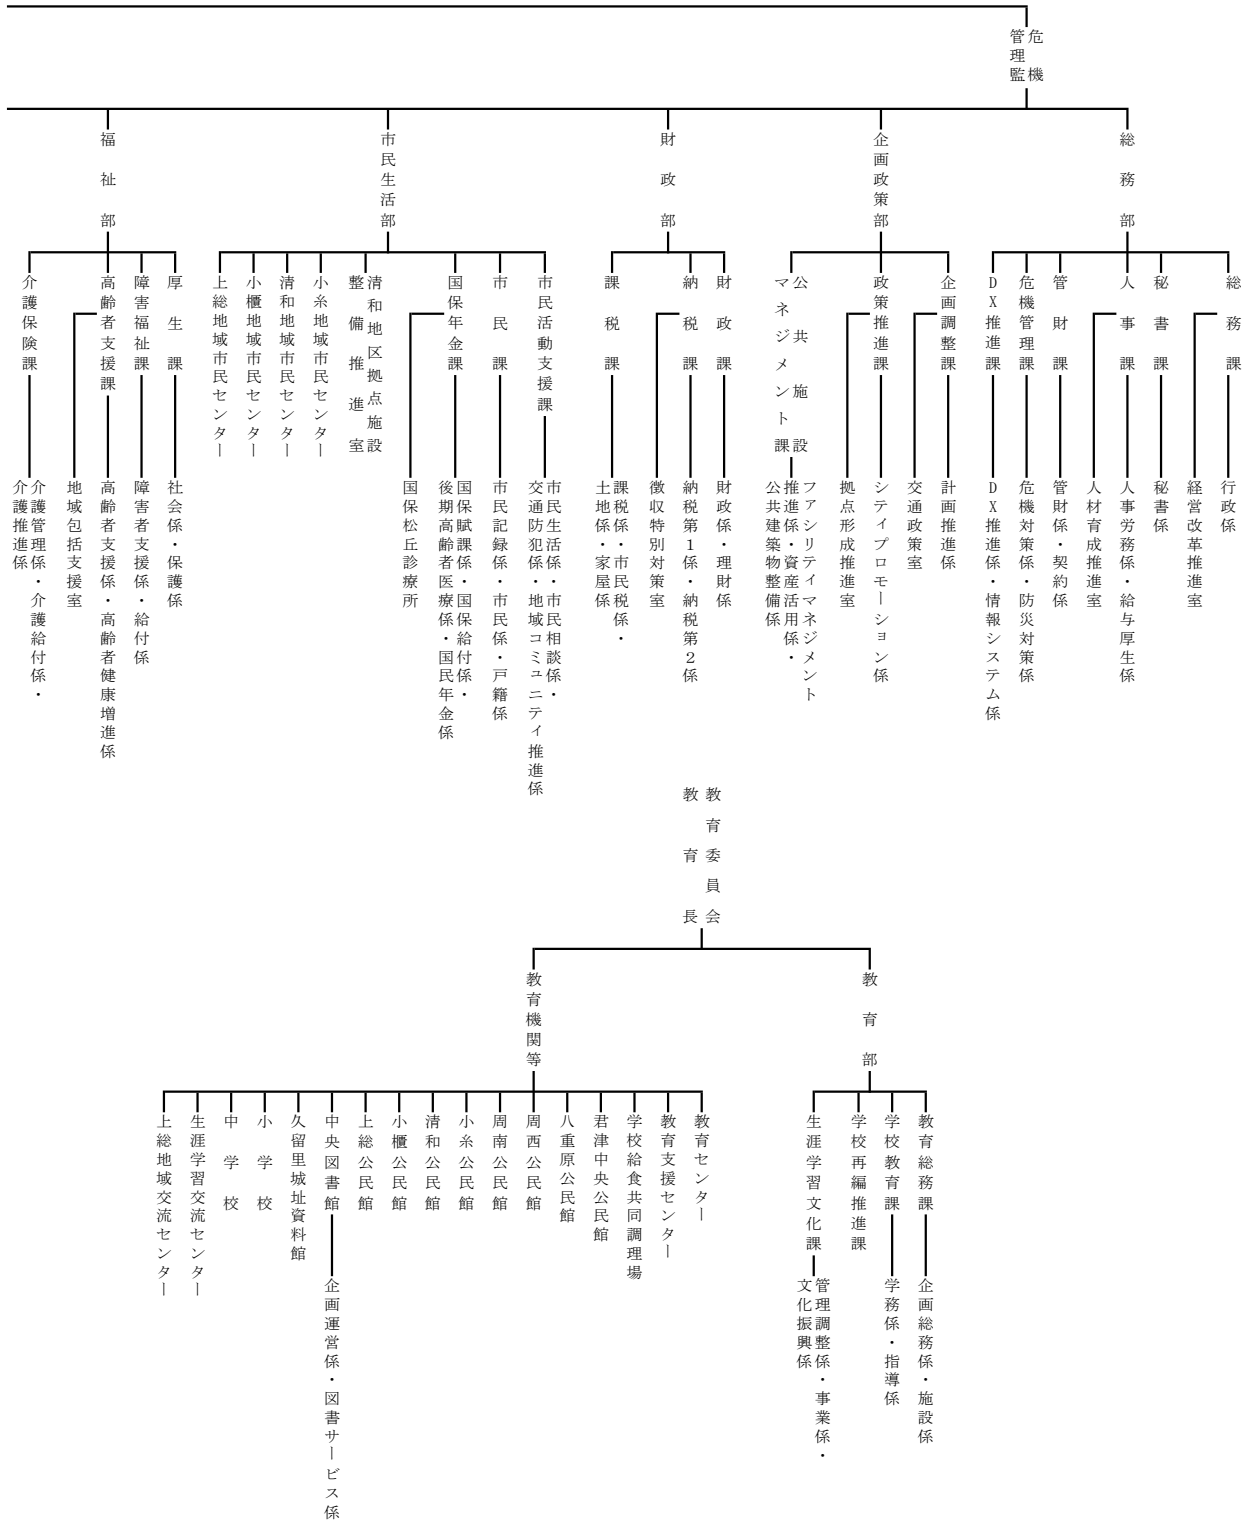 危機
管理監
総務部
総務課
行政係
経営改革推進室
秘書課
秘書係
人事課
人事労務係・給与厚生係
人材育成推進室
管財課
管財係・契約係
危機管理課
危機対策係・防災対策係
DX推進課
DX推進係・情報システム係
企画政策部
企画調整課
計画推進係
交通政策室
政策推進課
シティプロモーション係
拠点形成推進室
公共施設
マネジメント課
ファシリティマネジメント
推進係・資産活用係・
公共建築物整備係
財政部
財政課
財政係・理財係
納税課
納税第1係・納税第2係
徴収特別対策室
課税課
課税係・市民税係・
土地係・家屋係
市民生活部
市民活動支援課
市民生活係・市民相談係・
交通防犯係・地域コミュニティ推進係
市民課
市民記録係・市民係・戸籍係
国保年金課
国保賦課係・国保給付係・
後期高齢者医療係・国民年金係
国保松丘診療所
清和地区拠点施設
整備推進室
小糸地域市民センター
清和地域市民センター
小櫃地域市民センター
上総地域市民センター
福祉部
厚生課
社会係・保護係
障害福祉課
障害者支援係・給付係
高齢者支援課
高齢者支援係・高齢者健康増進係
地域包括支援室
介護保険課
介護管理係・介護給付係・
介護推進係
教育委員会
教育長
教育部
教育総務課
企画総務係・施設係
学校教育課
学務係・指導係
学校再編推進課
生涯学習文化課
管理調整係・事業係・
文化振興係
教育機関等
教育センター
教育支援センター
学校給食共同調理場
君津中央公民館
八重原公民館
周西公民館
周南公民館
小糸公民館
清和公民館
小櫃公民館
上総公民館
中央図書館
企画運営係・図書サービス係
久留里城址資料館
小学校
中学校
生涯学習交流センター
上総地域交流センター